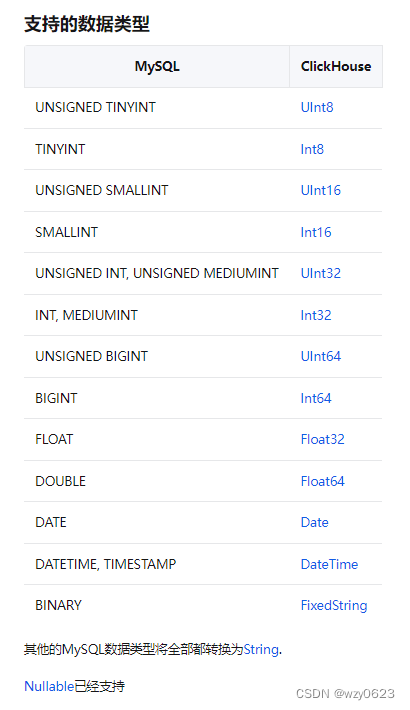 支持的数据类型
MySQL ClickHouse
UNSIGNED TINYINT UInt8
TINYINT Int8
UNSIGNED SMALLINT UInt16
SMALLINT Int16
UNSIGNED INT, UNSIGNED MEDIUMINT UInt32
INT, MEDIUMINT Int32
UNSIGNED BIGINT UInt64
BIGINT Int64
FLOAT Float32
DOUBLE Float64
DATE Date
DATETIME, TIMESTAMP DateTime
BINARY FixedString
其他的MySQL数据类型将全部都转换为String.
Nullable已经支持
CSDN @wzy0623